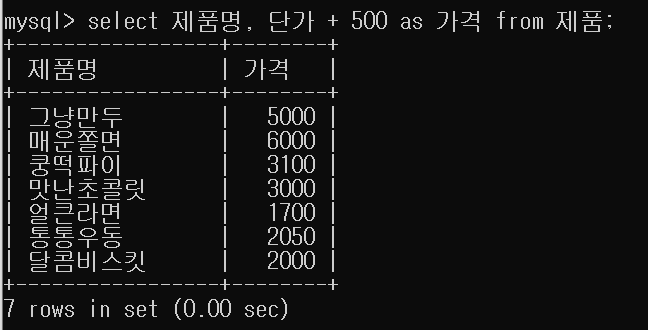 mysql> select 제품명, 단가 + 500 as 가격 from 제품;
+-----------------+--------+
| 제품명          | 가격   |
+-----------------+--------+
| 그냥만두        |   5000 |
| 매운쫄면        |   6000 |
| 쿵떡파이        |   3100 |
| 맛난초콜릿      |   3000 |
| 얼큰라면        |   1700 |
| 통통우동        |   2050 |
| 달콤비스킷      |   2000 |
+-----------------+--------+
7 rows in set (0.00 sec)